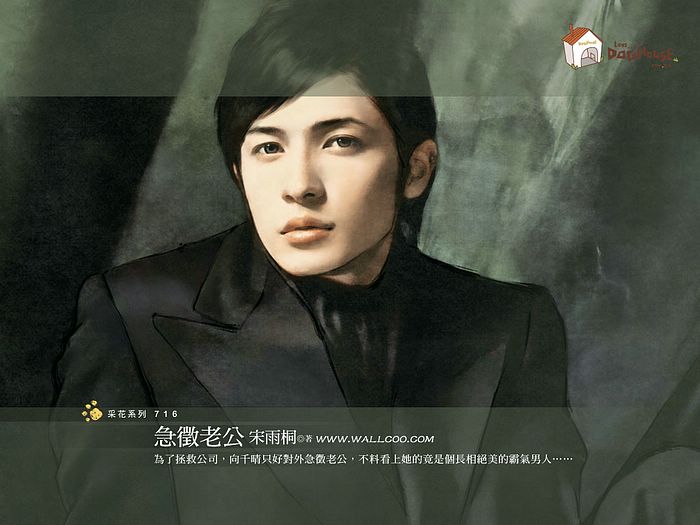 Love
DogHouse
采花系列 716
急徵老公 宋雨桐◎著 WWW.WALLCOO.COM
為了拯救公司，向千晴只好對外急徵老公，不料看上她的竟是個長相絕美的霸氣男人……